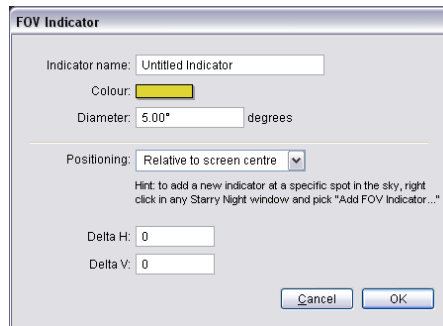 FOV Indicator
Indicator name: Untitled Indicator
Colour:
Diameter: 5.00° degrees
Positioning: Relative to screen centre
Hint: to add a new indicator at a specific spot in the sky, right
click in any Starry Night window and pick "Add FOV Indicator..."
Delta H: 0
Delta V: 0
Cancel OK